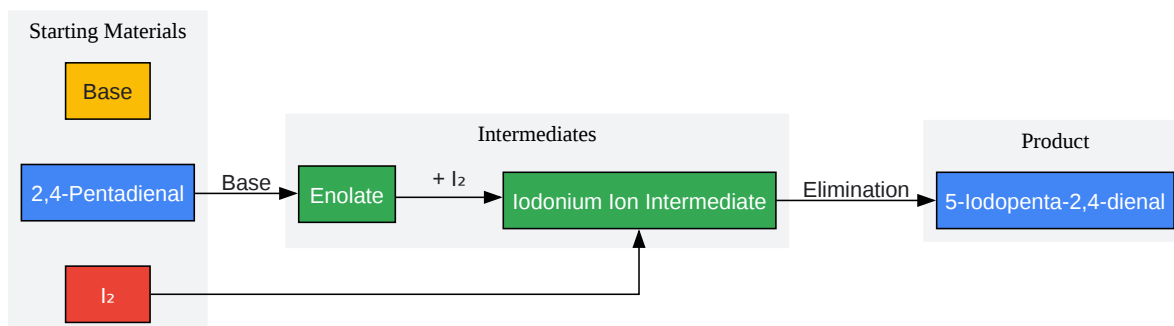 Starting Materials
Base
2,4-Pentadienal
I₂
Base
Intermediates
Enolate
+ I₂
Iodonium Ion Intermediate
Elimination
Product
5-Iodopenta-2,4-dienal